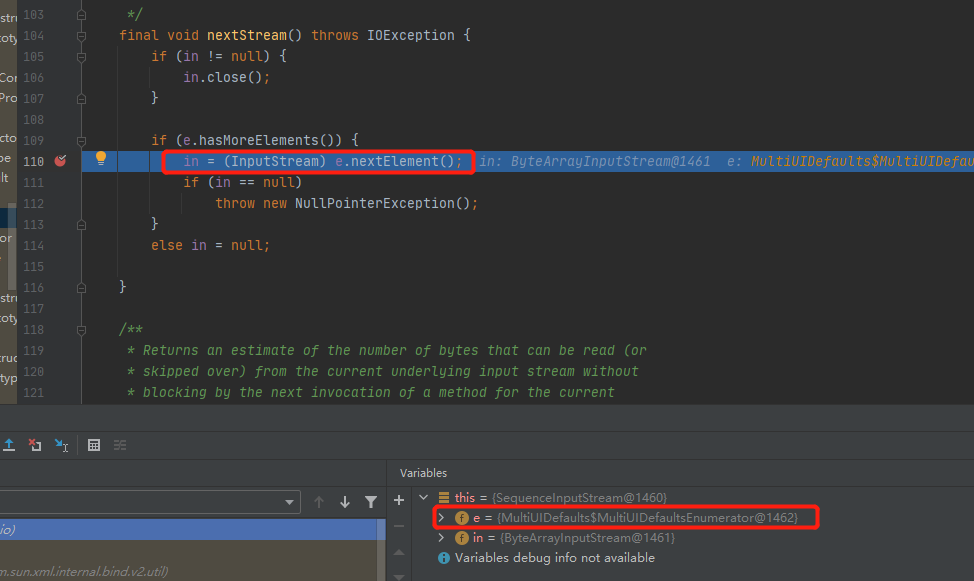 stru
103 */
oty
104 final void nextStream() throws IOException {
105 if (in != null) {
Cor
106 in.close();
Pro
107 }
108
cto
109 if (e.hasMoreElements()) {
pe
110 in = (InputStream) e.nextElement(); in: ByteArrayInputStream@1461 e: MultiUIDefaults$MultiUIDefau
lt
111 if (in == null)
112 throw new NullPointerException();
113 }
or
114 else in = null;
115
116 }
stru
117
oty
118 /**
119 * Returns an estimate of the number of bytes that can be read (or
ruc
120 * skipped over) from the current underlying input stream without
typ
121 * blocking by the next invocation of a method for the current
Variables
this = {SequenceInputStream@1460}
io)
f e = {MultiUIDefaults$MultiUIDefaultsEnumerator@1462}
f in = {ByteArrayInputStream@1461}
Variables debug info not available
m.sun.xml.internal.bind.v2.util)